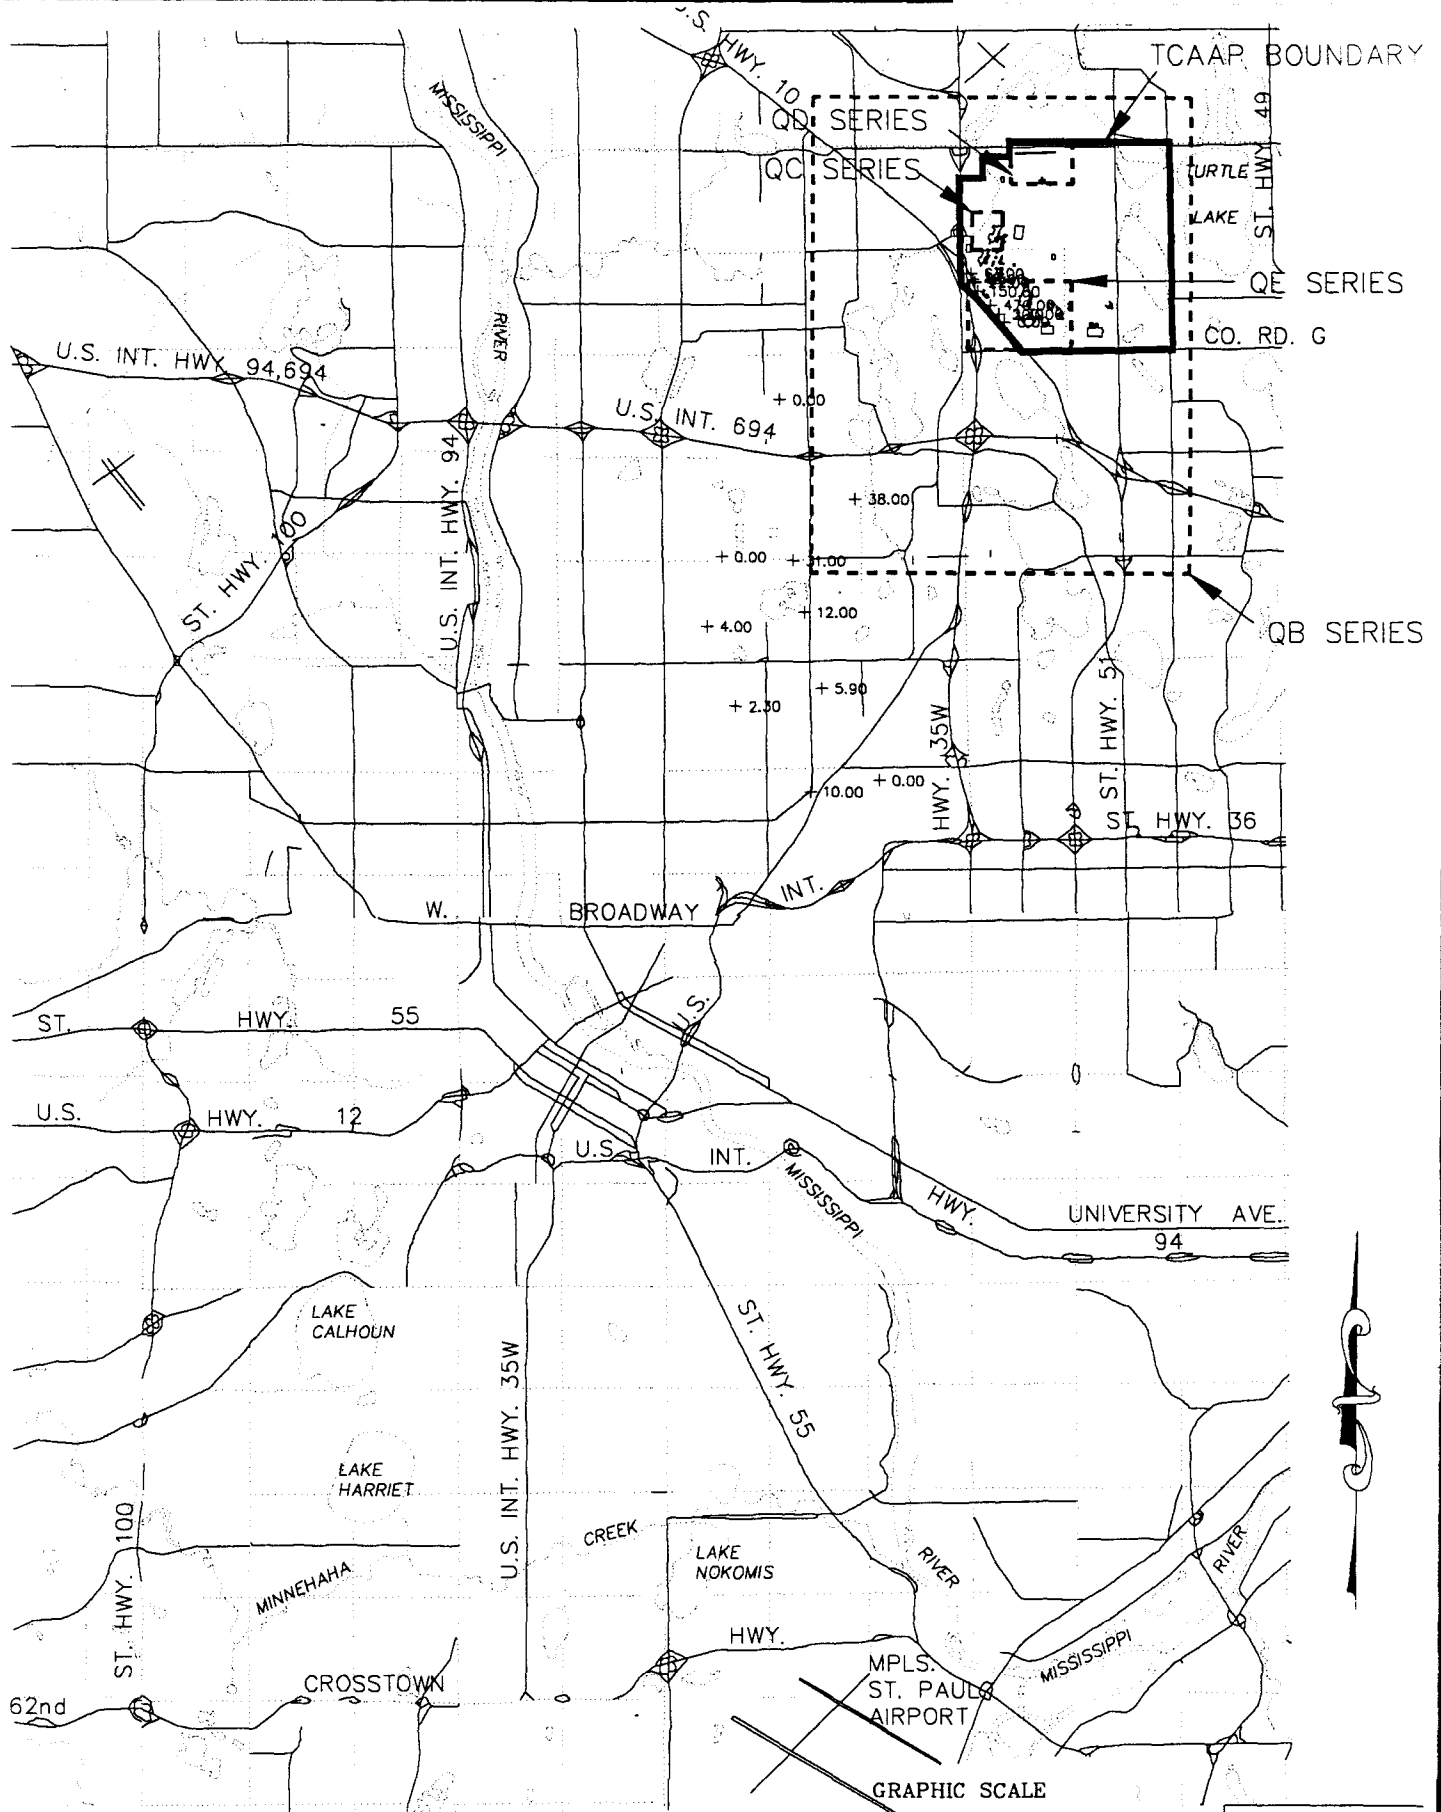 U.S. HWY. 10
TCAAP BOUNDARY
MISSISSIPPI
RIVER
QD SERIES
QC SERIES
ST. HWY 49
TURTLE
LAKE
QE SERIES
150.00
CO. RD. G
U.S. INT. HWY. 94,694
U.S. INT. 694
+ 0.00
+ 38.00
U.S. INT. HWY. 94
ST. HWY. 100
+ 0.00
+ 12.00
+ 4.00
QB SERIES
+ 5.90
+ 2.30
HWY. 35W
ST. HWY. 51
+ 0.00
+ 10.00
ST. HWY. 36
W. BROADWAY
INT.
U.S.
ST. HWY. 55
U.S. HWY. 12
U.S. INT.
MISSISSIPPI
HWY.
UNIVERSITY AVE.
94
LAKE
CALHOUN
ST. HWY. 55
U.S. INT. HWY. 35W
LAKE
HARRIET
ST. HWY. 100
CREEK
LAKE
NOKOMIS
RIVER
RIVER
MINNEHAHA
HWY.
MISSISSIPPI
CROSSTOWN
62nd
MPLS.
ST. PAUL
AIRPORT
GRAPHIC SCALE